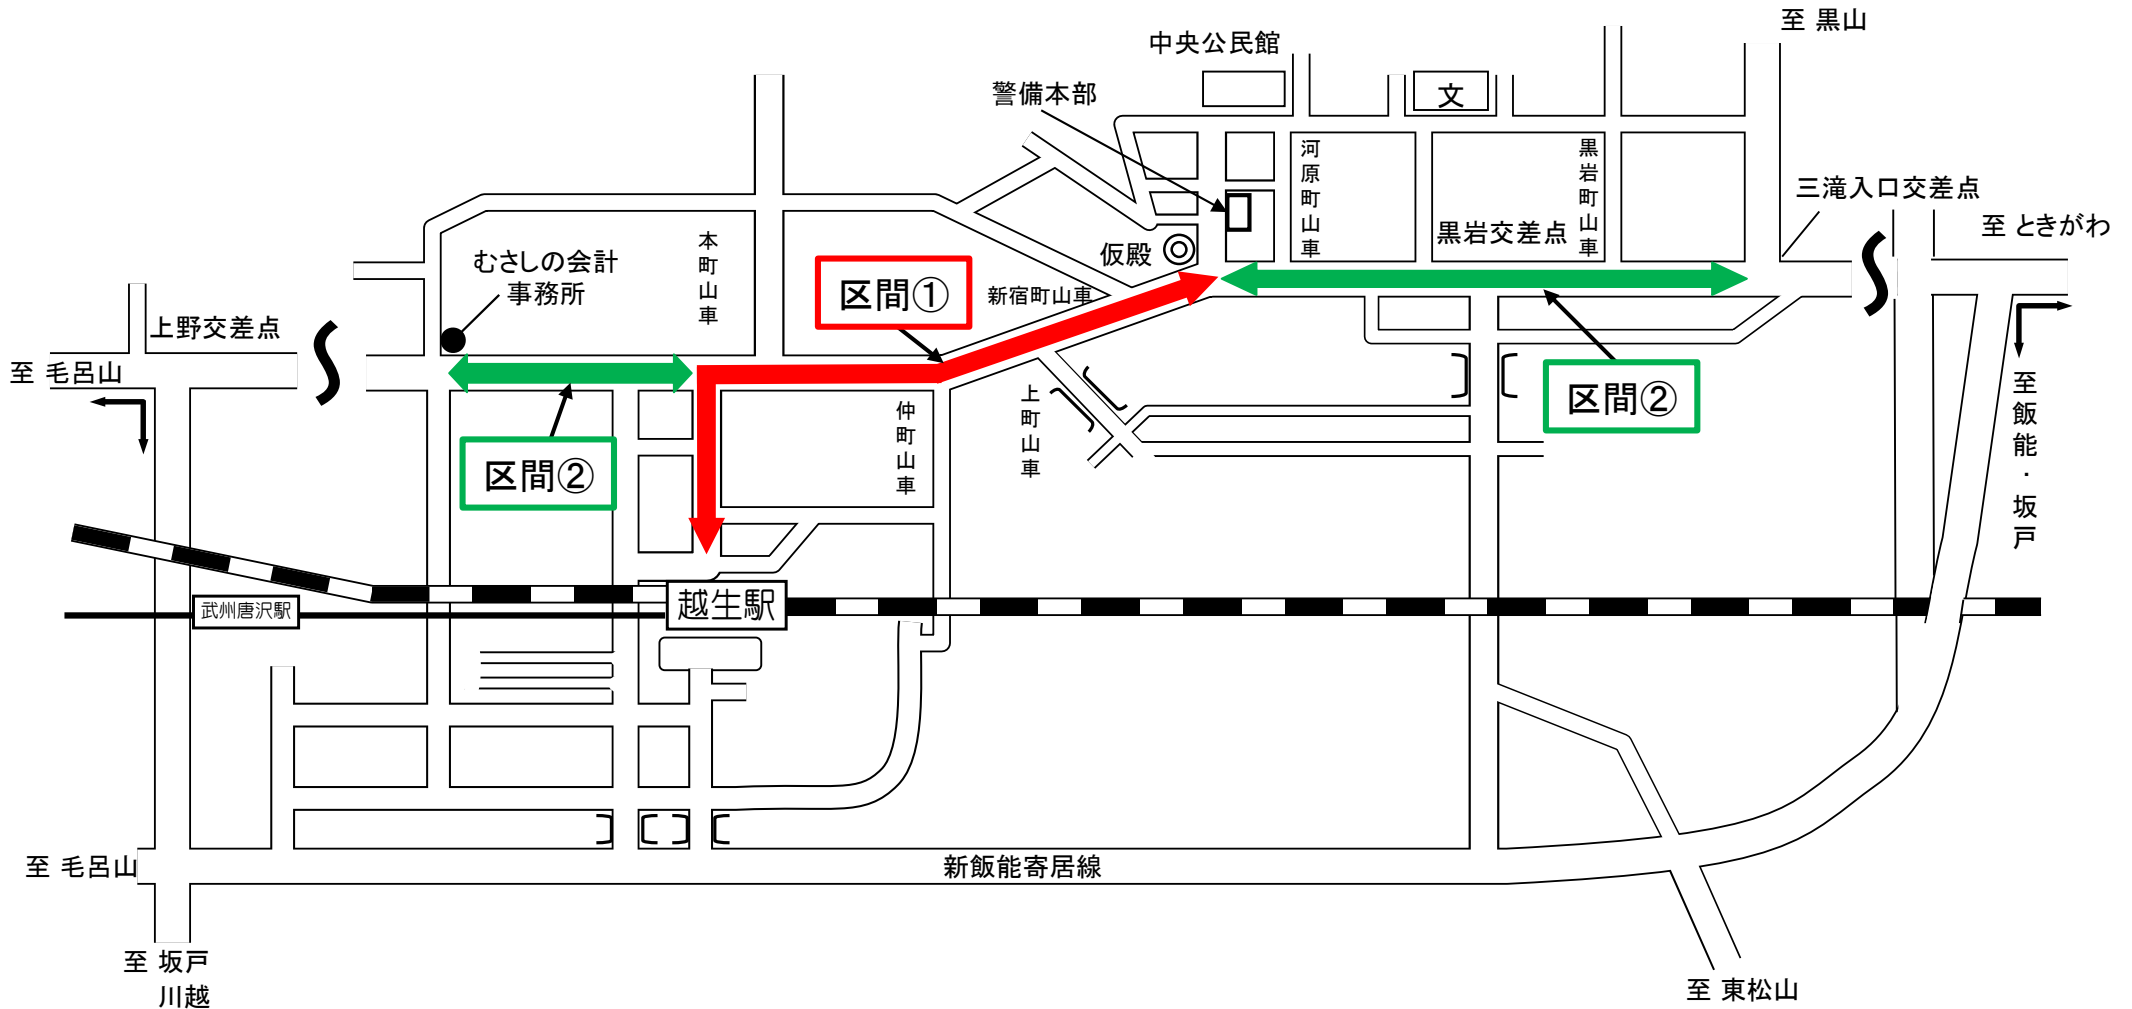 至 黒山
中央公民館
警備本部
文
河原町山車
黒岩町山車
三滝入口交差点
至 ときがわ
黒岩交差点
仮殿
本町山車
むさしの会計
事務所
区間①
新宿町山車
上野交差点
至 毛呂山
区間②
区間②
仲町山車
上町山車
至飯能・坂戸
武州唐沢駅
越生駅
至 毛呂山
新飯能寄居線
至 坂戸
川越
至 東松山